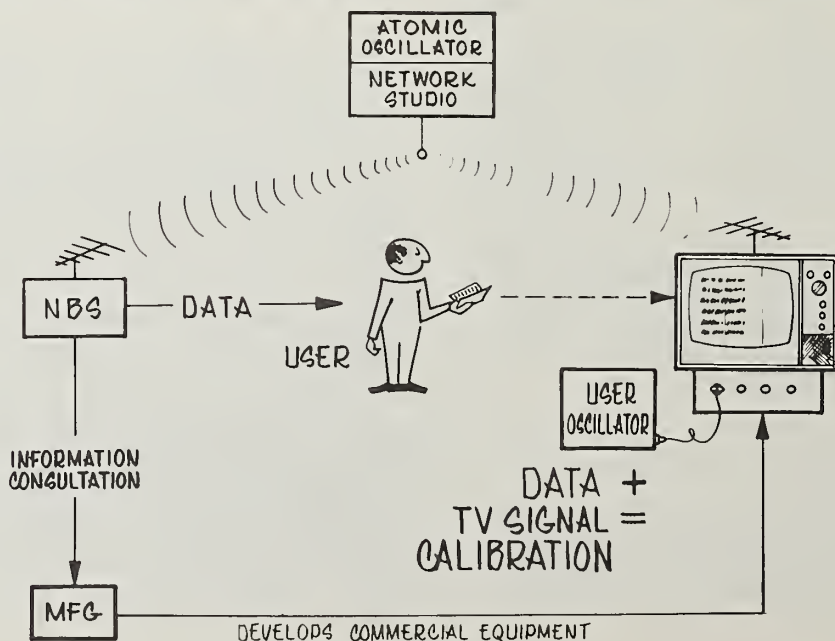 ATOMIC
OSCILLATOR
NETWORK
STUDIO
NBS
DATA
USER
USER
OSCILLATOR
INFORMATION
CONSULTATION
DATA +
TV SIGNAL =
CALIBRATION
MFG
DEVELOPS COMMERCIAL EQUIPMENT